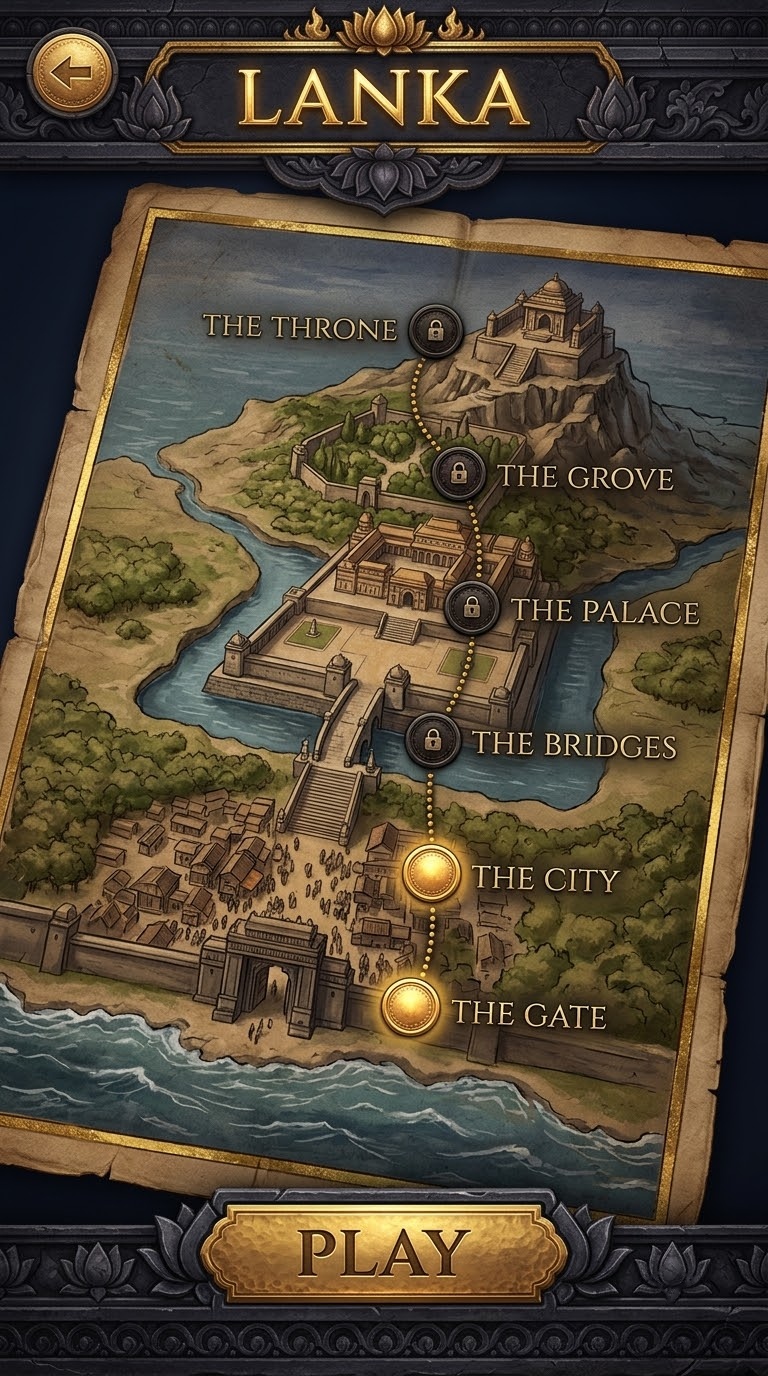 LANKA
THE THRONE
THE GROVE
THE PALACE
THE BRIDGES
THE CITY
THE GATE
PLAY